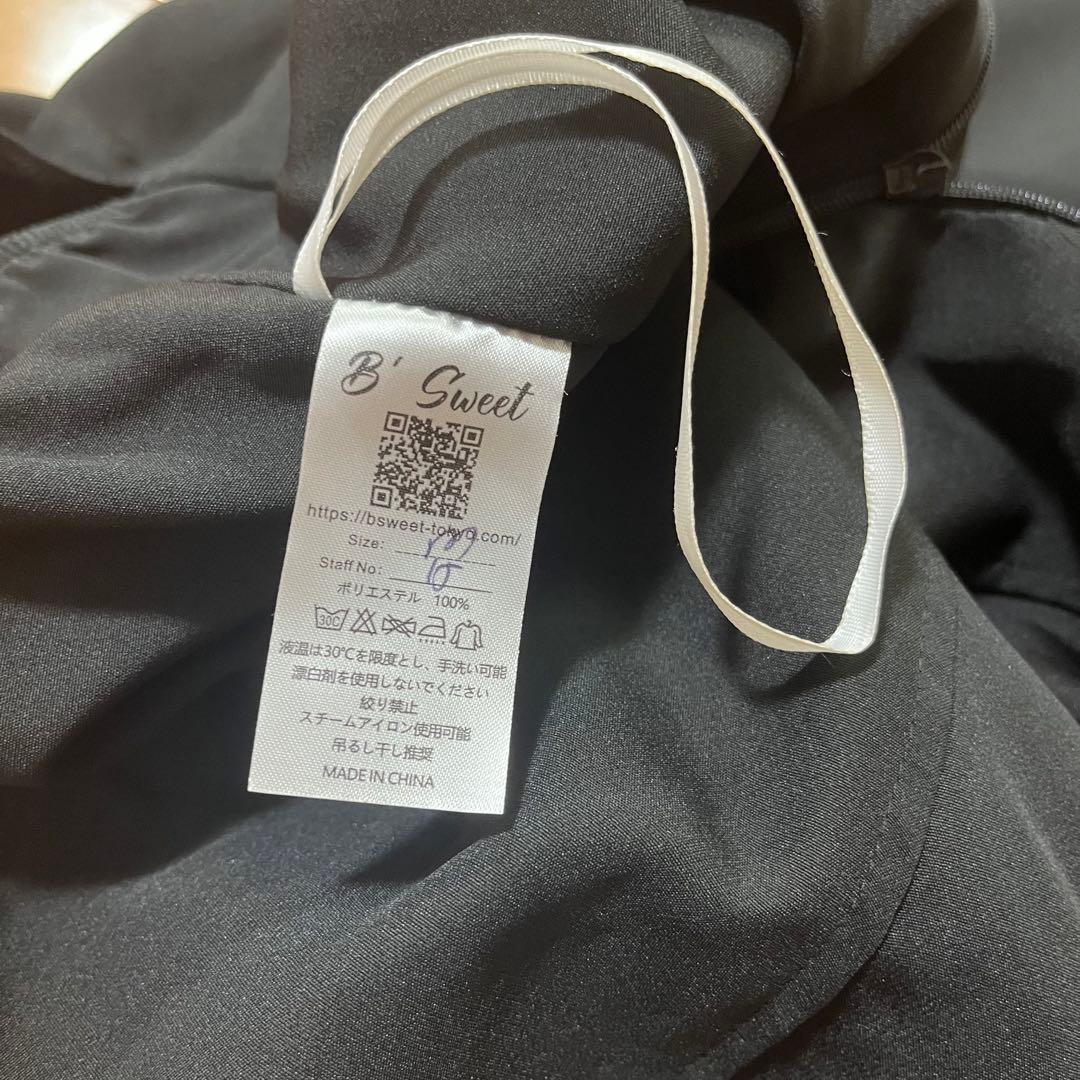 B' Sweet
https://bsweet-tokyo.com/
Size:
Staff No:
ポリエステル 100%
30C
液温は30℃を限度とし、手洗い可能
漂白剤を使用しないでください
絞り禁止
スチームアイロン使用可能
吊るし干し推奨
MADE IN CHINA